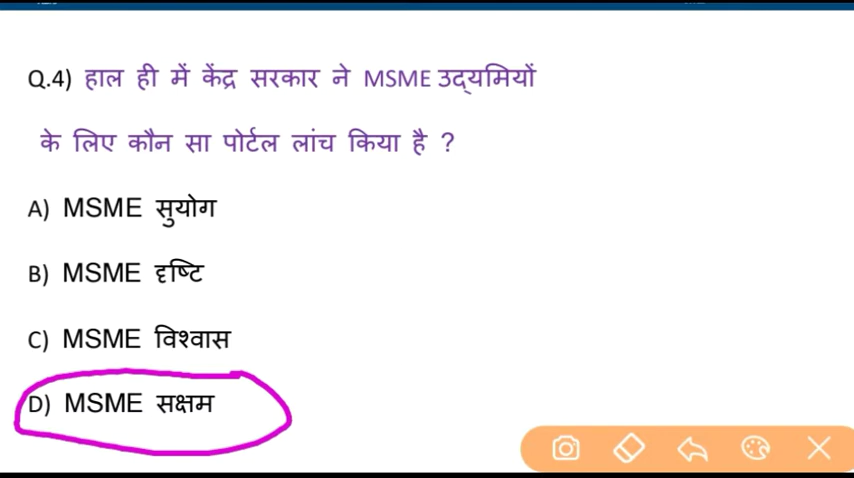 Q.4) हाल ही में केंद्र सरकार ने MSME उद्यमियों
के लिए कौन सा पोर्टल लांच किया है ?
A) MSME सुयोग
B) MSME दृष्टि
C) MSME विश्वास
D) MSME सक्षम